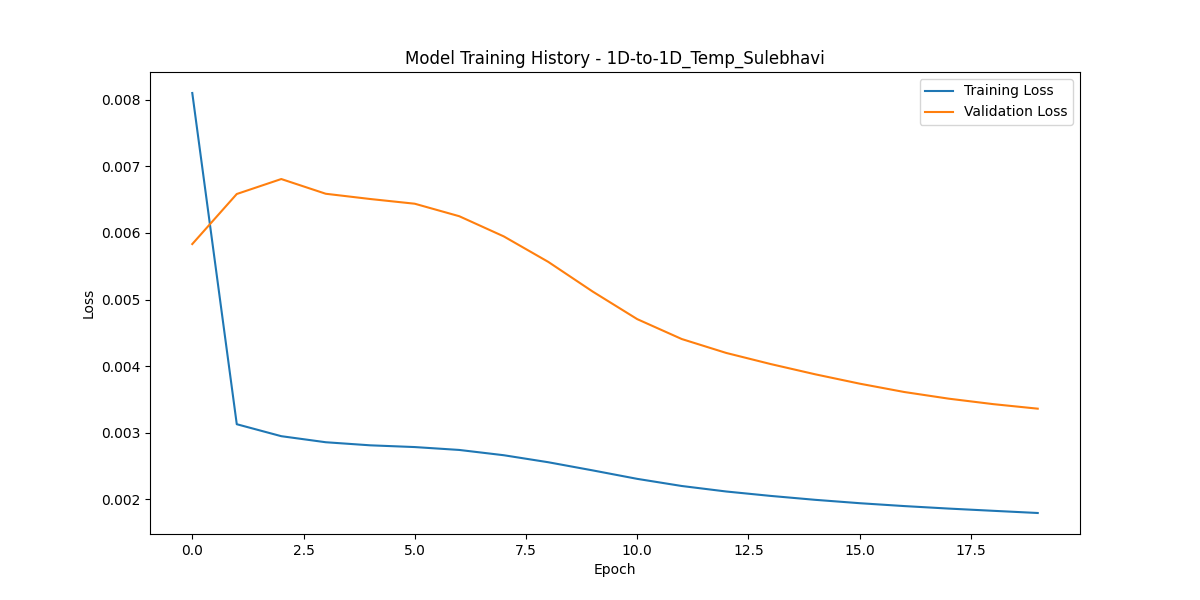 Model Training History - 1D-to-1D_Temp_Sulebhavi
Training Loss
Validation Loss
0.008
0.007
0.006
0.005
0.004
0.003
0.002
Loss
0.0 2.5 5.0 7.5 10.0 12.5 15.0 17.5
Epoch